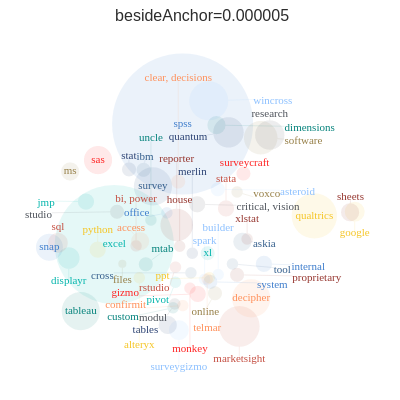 besideAnchor=0.000005
clear, decisions
wincross
research
spss
dimensions
uncle
quantum
software
stat
ibm
reporter
sas
surveycraft
ms
merlin
stata
survey
voxco
asteroid
jmp
bi, power
house
sheets
studio
office
critical, vision
qualtrics
sql
access
xlstat
python
builder
google
snap
excel
mtab
spark
askia
xl
displayr
cross
files
ppt
tool
internal
proprietary
rstudio
system
gizmo
pivot
decipher
confirmit
tableau
custom
modul
online
tables
telmar
alteryx
monkey
marketsight
surveygizmo